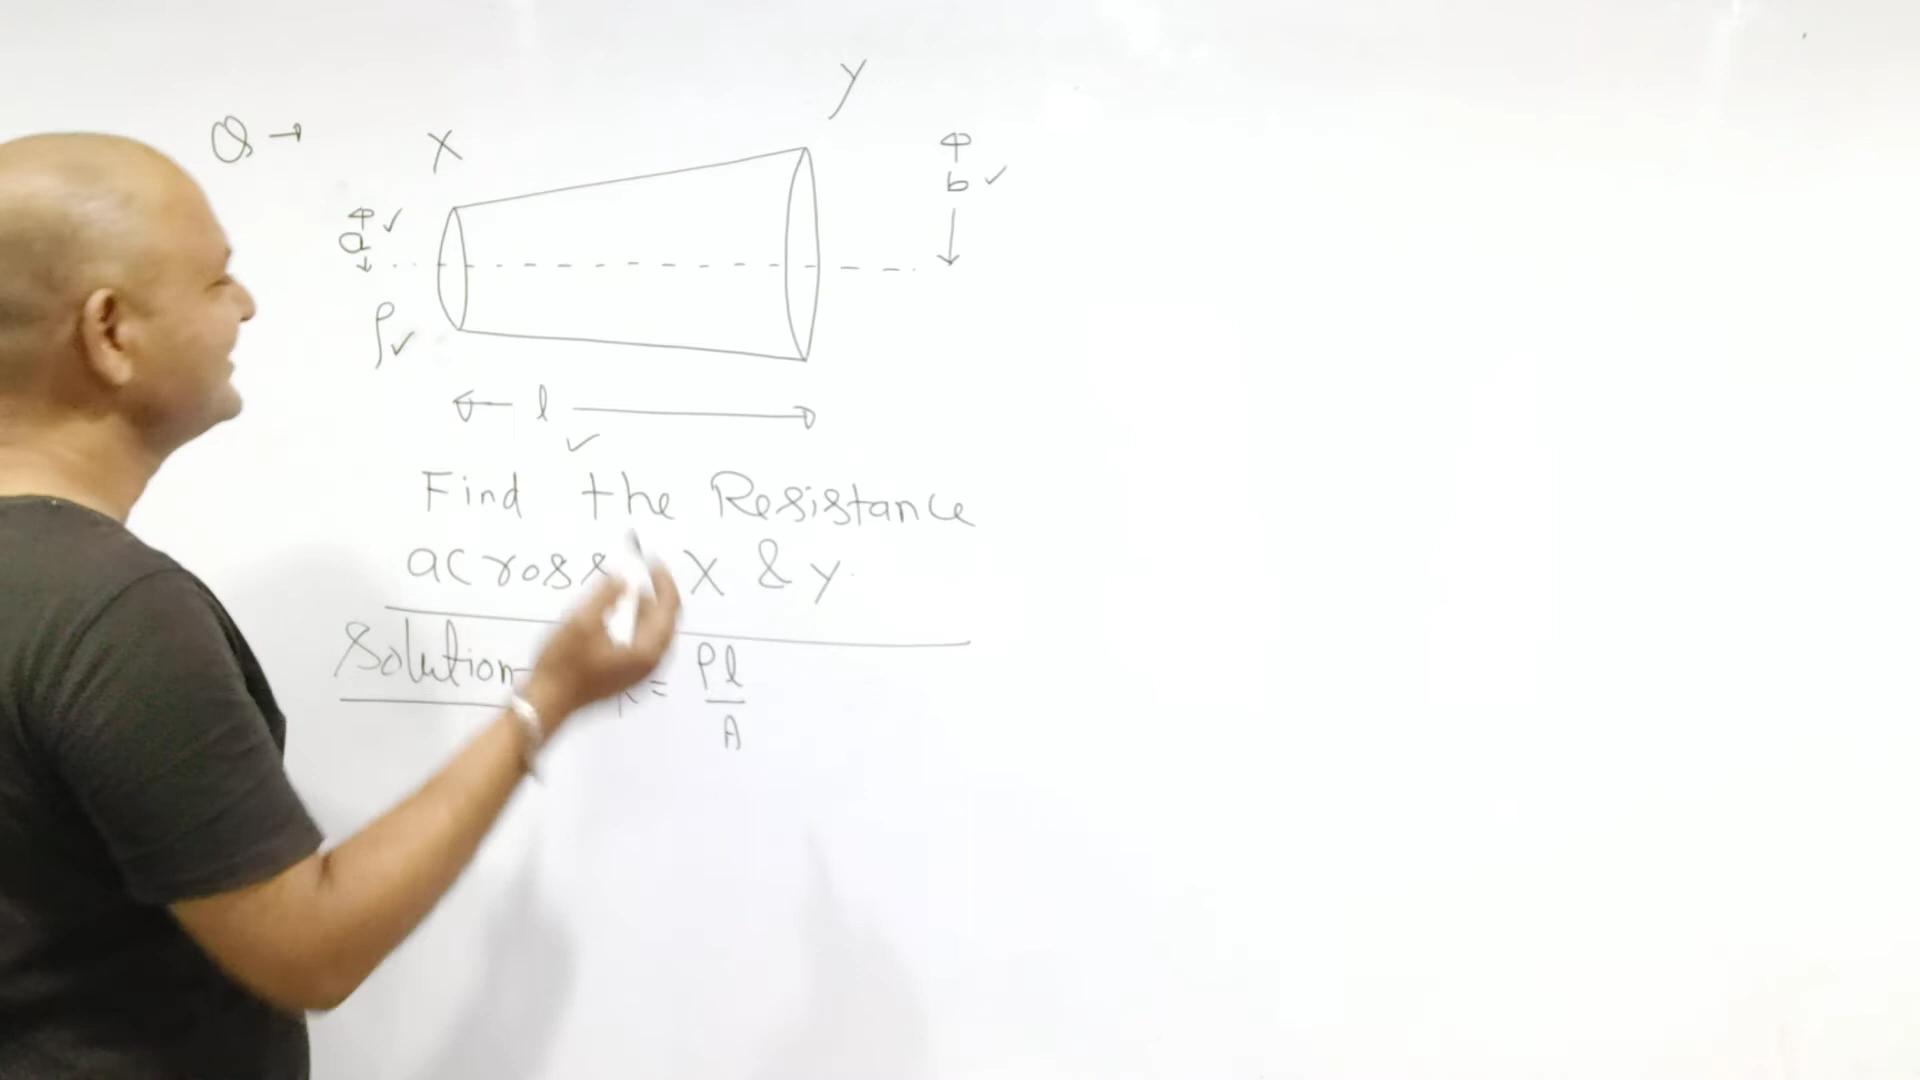 Q →
X
Y
a ✓
b ✓
ρ ✓
l ✓
Find the Resistance
across X & Y
Solution R = ρl / A